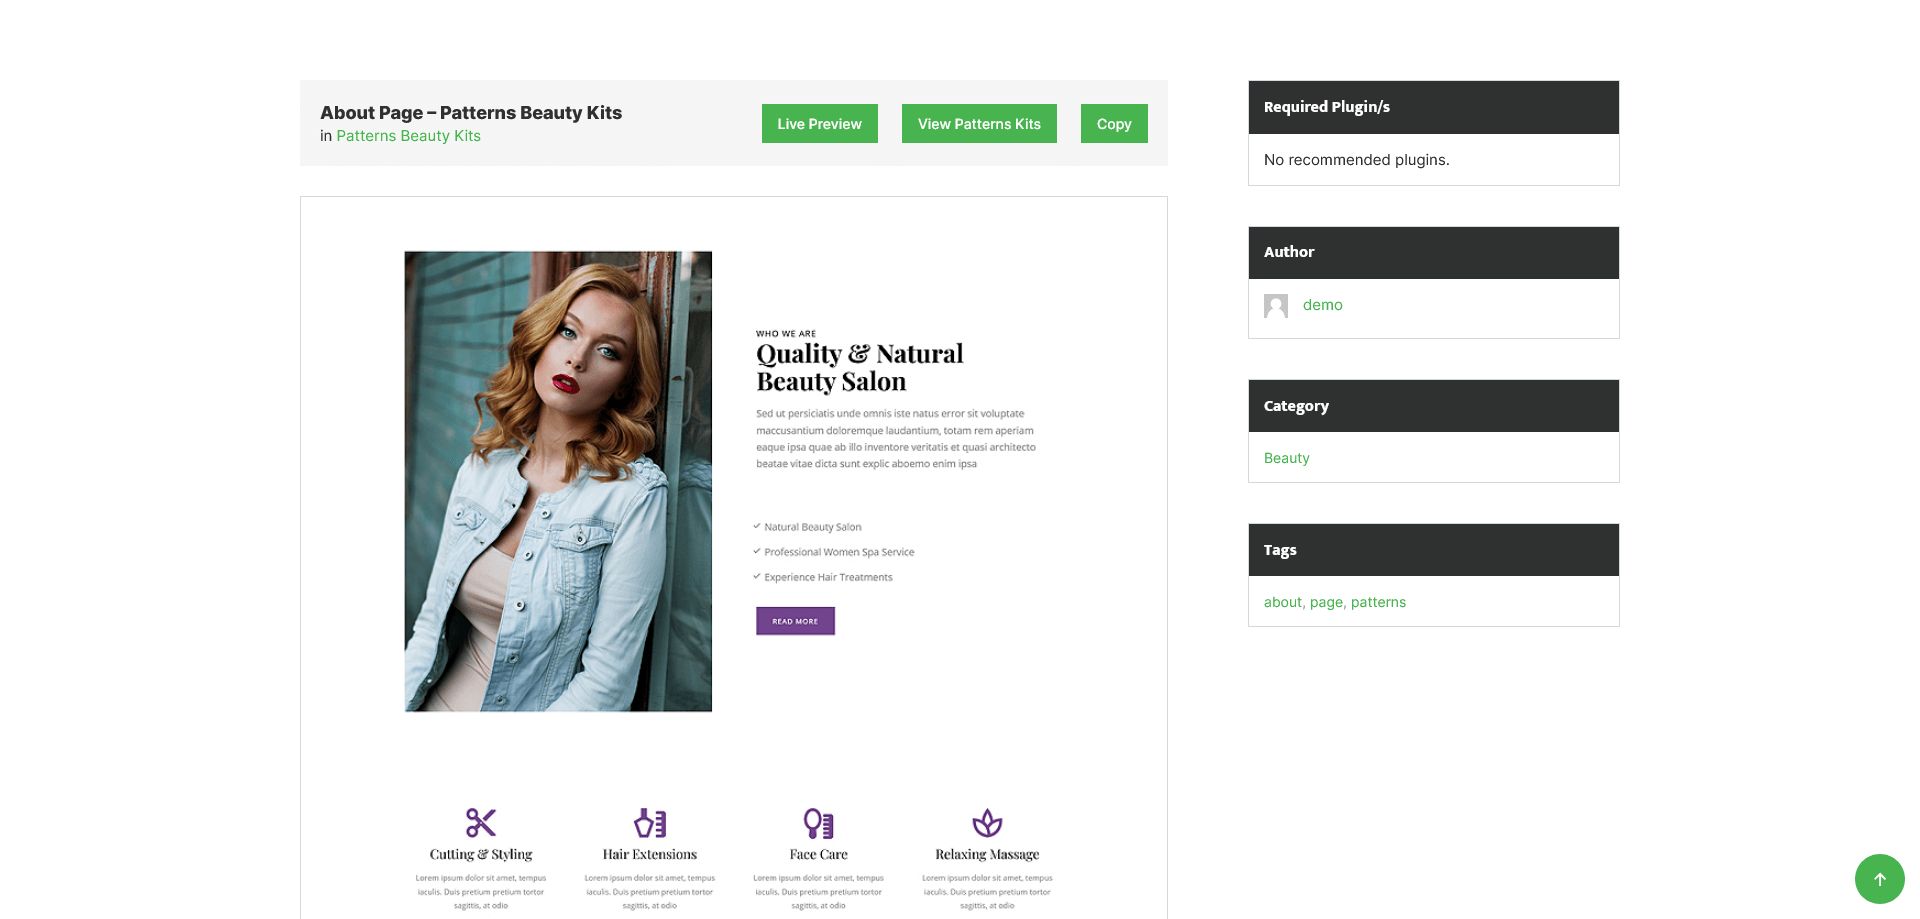 About Page – Patterns Beauty Kits
in Patterns Beauty Kits
Live Preview
View Patterns Kits
Copy
WHO WE ARE
Quality & Natural
Beauty Salon
Sed ut persiciatis unde omnis iste natus error sit voluptate
maccusantium doloremque laudantium, totam rem aperiam
eaque ipsa quae ab illo inventore veritatis et quasi architecto
beatae vitae dicta sunt explic aboemo enim ipsa
Natural Beauty Salon
Professional Women Spa Service
Experience Hair Treatments
READ MORE
Cutting & Styling
Lorem ipsum dolor sit amet, tempus
iaculis. Duis pretium pretium tortor
sagittis, at odio
Hair Extensions
Lorem ipsum dolor sit amet, tempus
iaculis. Duis pretium pretium tortor
sagittis, at odio
Face Care
Lorem ipsum dolor sit amet, tempus
iaculis. Duis pretium pretium tortor
sagittis, at odio
Relaxing Massage
Lorem ipsum dolor sit amet, tempus
iaculis. Duis pretium pretium tortor
sagittis, at odio
Required Plugin/s
No recommended plugins.
Author
demo
Category
Beauty
Tags
about, page, patterns